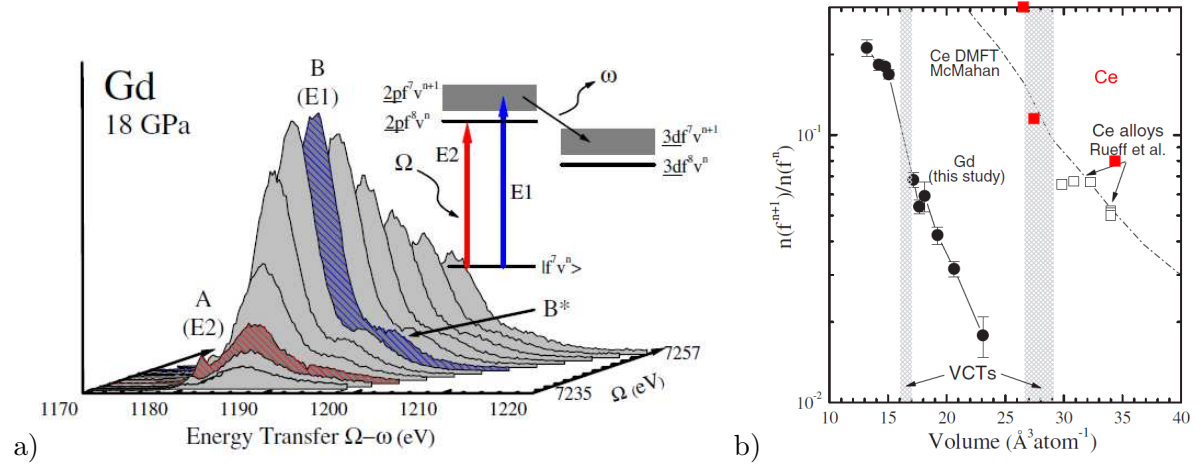 Gd
18 GPa
B
(E1)
A
(E2)
B*
2pf⁷vⁿ⁺¹
2pf⁸vⁿ
ω
3df⁷vⁿ⁺¹
3df⁸vⁿ
E2
Ω
E1
|f⁷vⁿ>
7257
7235
Ω (eV)
1170
1180
1190
1200
1210
1220
Energy Transfer Ω−ω (eV)
a)
Ce DMFT
McMahan
Ce
Ce alloys
Rueff et al.
Gd
(this study)
VCTs
10⁻¹
10⁻²
n(fⁿ⁺¹)/n(fⁿ)
10
15
20
25
30
35
40
Volume (Å³atom⁻¹)
b)